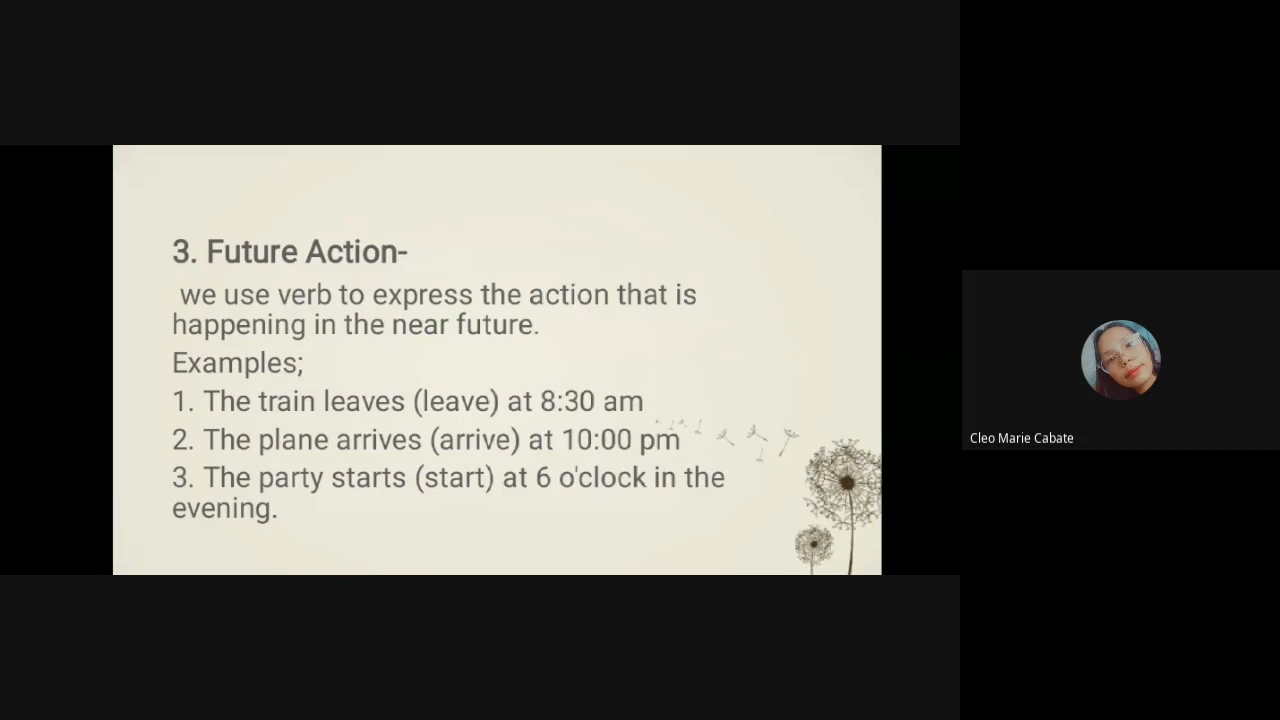 3. Future Action-
we use verb to express the action that is
happening in the near future.
Examples;
1. The train leaves (leave) at 8:30 am
2. The plane arrives (arrive) at 10:00 pm
3. The party starts (start) at 6 o'clock in the
evening.
Cleo Marie Cabate